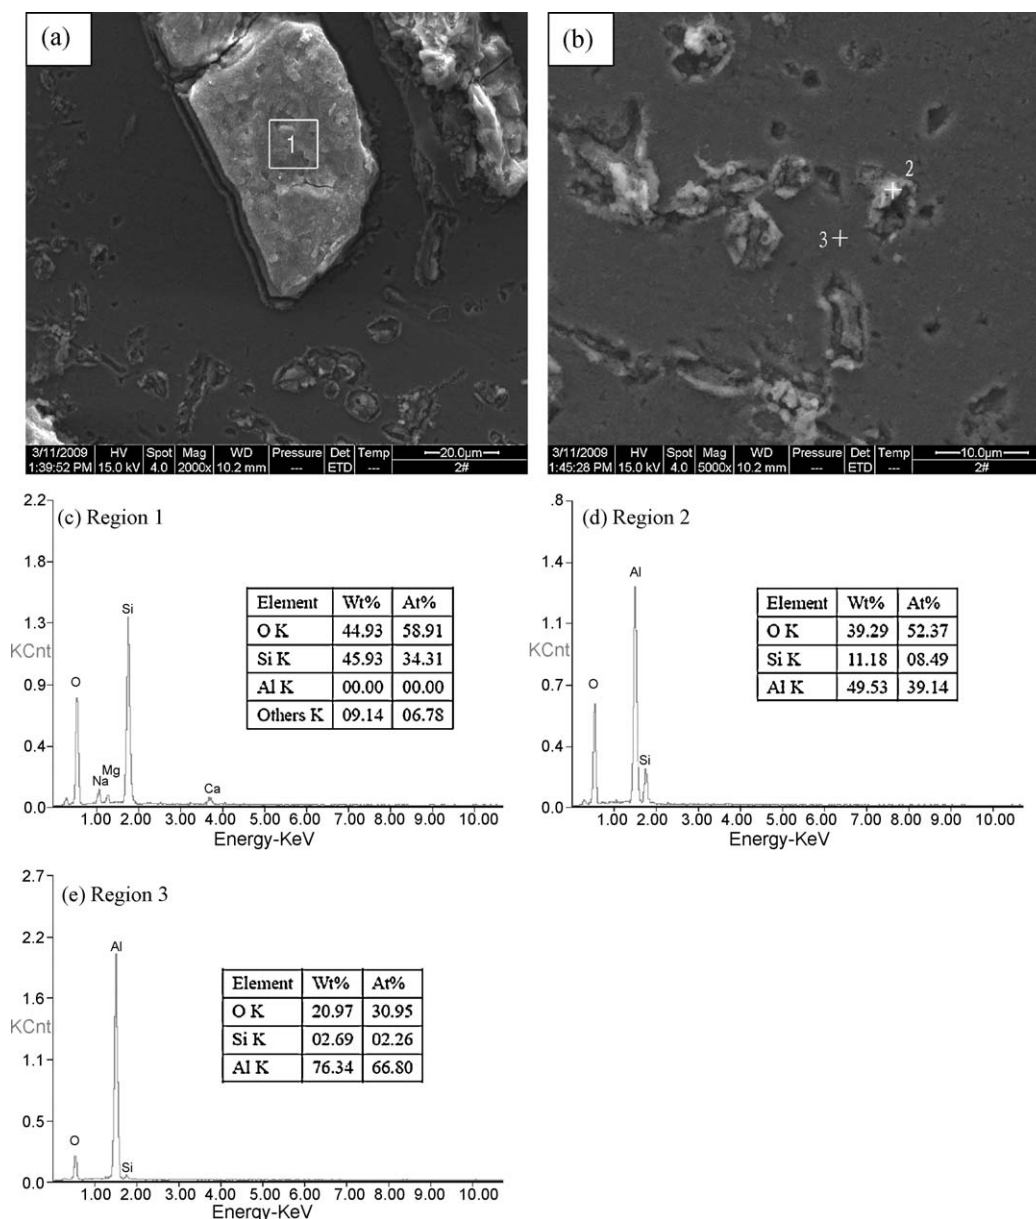 (a)
1
3/11/2009 HV Spot Mag WD Pressure Det Temp 20.0µm
1:39:52 PM 15.0 kV 4.0 2000x 10.2 mm --- ETD --- 2#
(b)
2
3
3/11/2009 HV Spot Mag WD Pressure Det Temp 10.0µm
1:45:28 PM 15.0 kV 4.0 5000x 10.2 mm --- ETD --- 2#
(c) Region 1
2.2
1.8
1.3
KCnt
0.9
0.4
0.0
O
Na
Mg
Si
Ca
1.00 2.00 3.00 4.00 5.00 6.00 7.00 8.00 9.00 10.00
Energy-KeV
Element Wt% At%
O K 44.93 58.91
Si K 45.93 34.31
Al K 00.00 00.00
Others K 09.14 06.78
(d) Region 2
.8
1.4
1.1
KCnt
0.7
0.4
0.0
O
Al
Si
1.00 2.00 3.00 4.00 5.00 6.00 7.00 8.00 9.00 10.00
Energy-KeV
Element Wt% At%
O K 39.29 52.37
Si K 11.18 08.49
Al K 49.53 39.14
(e) Region 3
2.7
2.2
1.6
KCnt
1.1
0.5
0.0
O
Al
Si
1.00 2.00 3.00 4.00 5.00 6.00 7.00 8.00 9.00 10.00
Energy-KeV
Element Wt% At%
O K 20.97 30.95
Si K 02.69 02.26
Al K 76.34 66.80